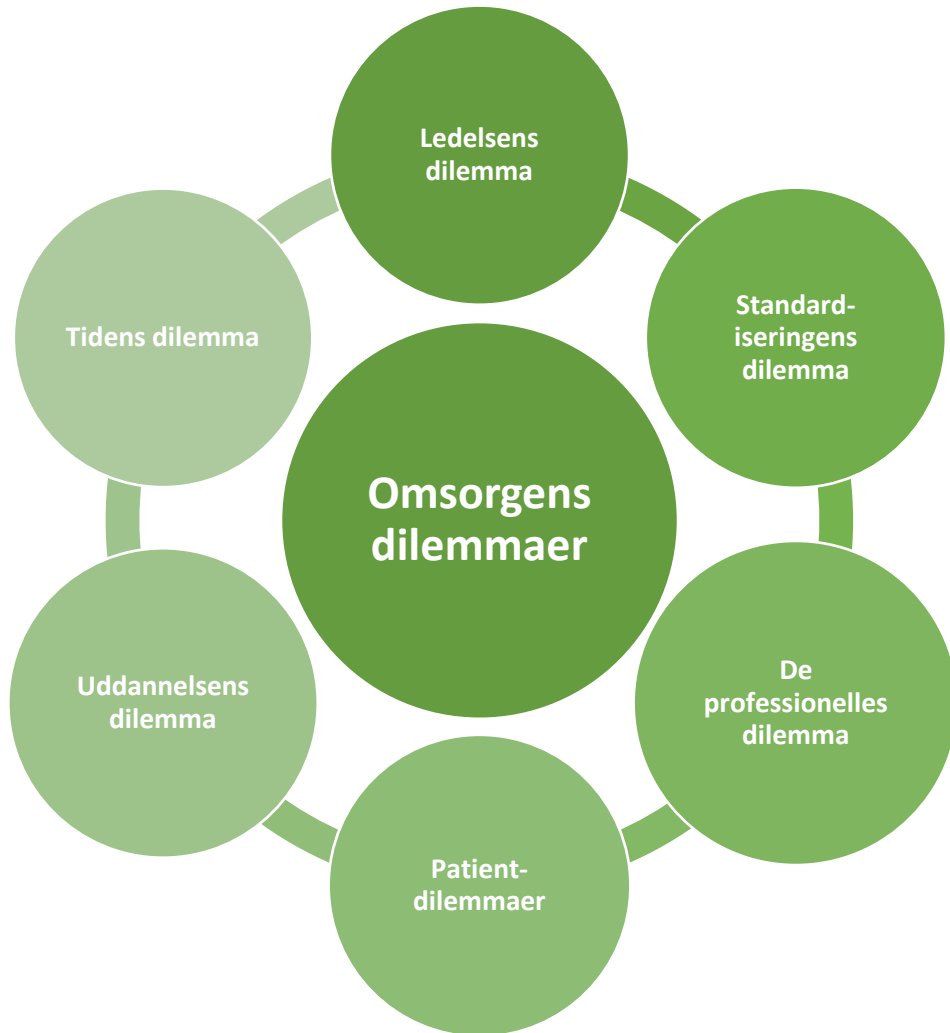 Ledelsens
dilemma
Standard-
iseringens
dilemma
De
professionelles
dilemma
Patient-
dilemmaer
Uddannelsens
dilemma
Tidens dilemma
Omsorgens
dilemmaer